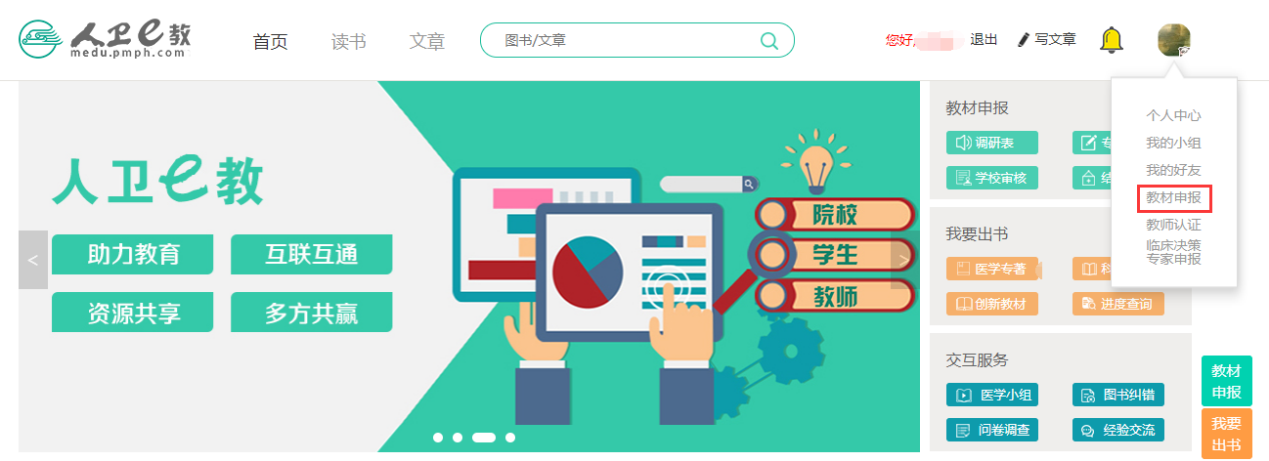 人卫e教
medu.pmph.com
首页
读书
文章
图书/文章
您好,
退出
写文章
人卫e教
助力教育
互联互通
资源共享
多方共赢
<
>
院校
学生
教师
教材申报
调研表
学校审核
我要出书
医学专著
创新教材
进度查询
交互服务
医学小组
图书纠错
问卷调查
经验交流
个人中心
我的小组
我的好友
教材申报
教师认证
临床决策
专家申报
教材
申报
我要
出书